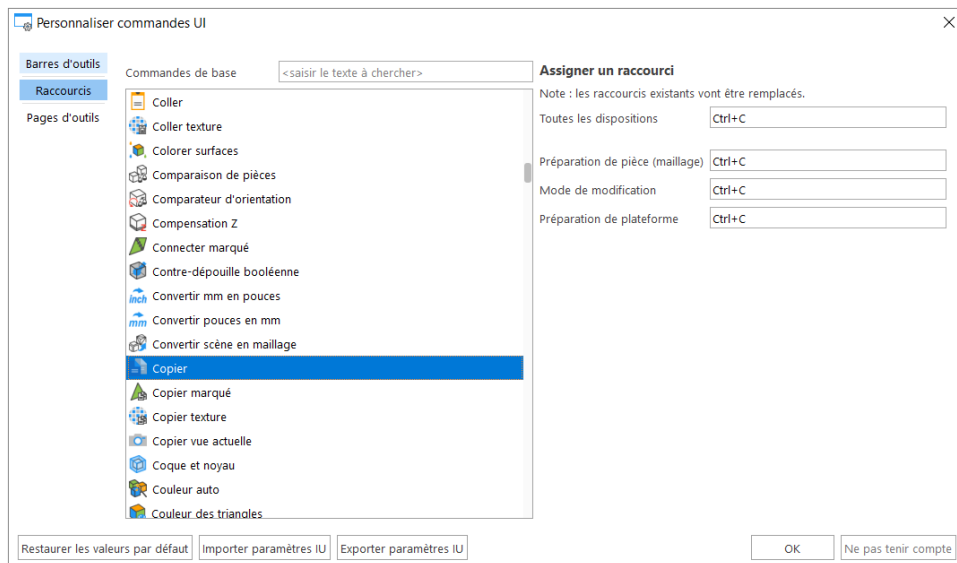 Personnaliser commandes UI
Barres d'outils
Raccourcis
Pages d'outils
Commandes de base
<saisir le texte à chercher>
Coller
Coller texture
Colorer surfaces
Comparaison de pièces
Comparateur d'orientation
Compensation Z
Connecter marqué
Contre-dépouille booléenne
inch Convertir mm en pouces
mm Convertir pouces en mm
Convertir scène en maillage
Copier
Copier marqué
Copier texture
Copier vue actuelle
Coque et noyau
Couleur auto
Couleur des triangles
Assigner un raccourci
Note : les raccourcis existants vont être remplacés.
Toutes les dispositions Ctrl+C
Préparation de pièce (maillage) Ctrl+C
Mode de modification Ctrl+C
Préparation de plateforme Ctrl+C
Restaurer les valeurs par défaut Importer paramètres IU Exporter paramètres IU OK Ne pas tenir compte